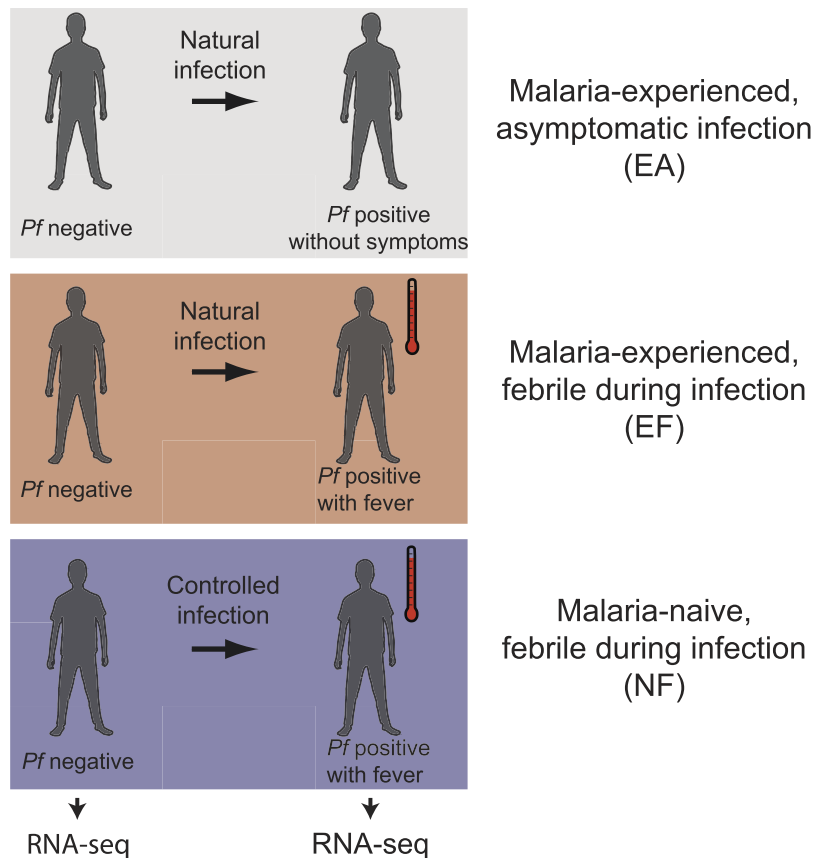 Natural
infection
Pf negative
Pf positive
without symptoms
Malaria-experienced,
asymptomatic infection
(EA)
Natural
infection
Pf negative
Pf positive
with fever
Malaria-experienced,
febrile during infection
(EF)
Controlled
infection
Pf negative
Pf positive
with fever
Malaria-naive,
febrile during infection
(NF)
RNA-seq
RNA-seq